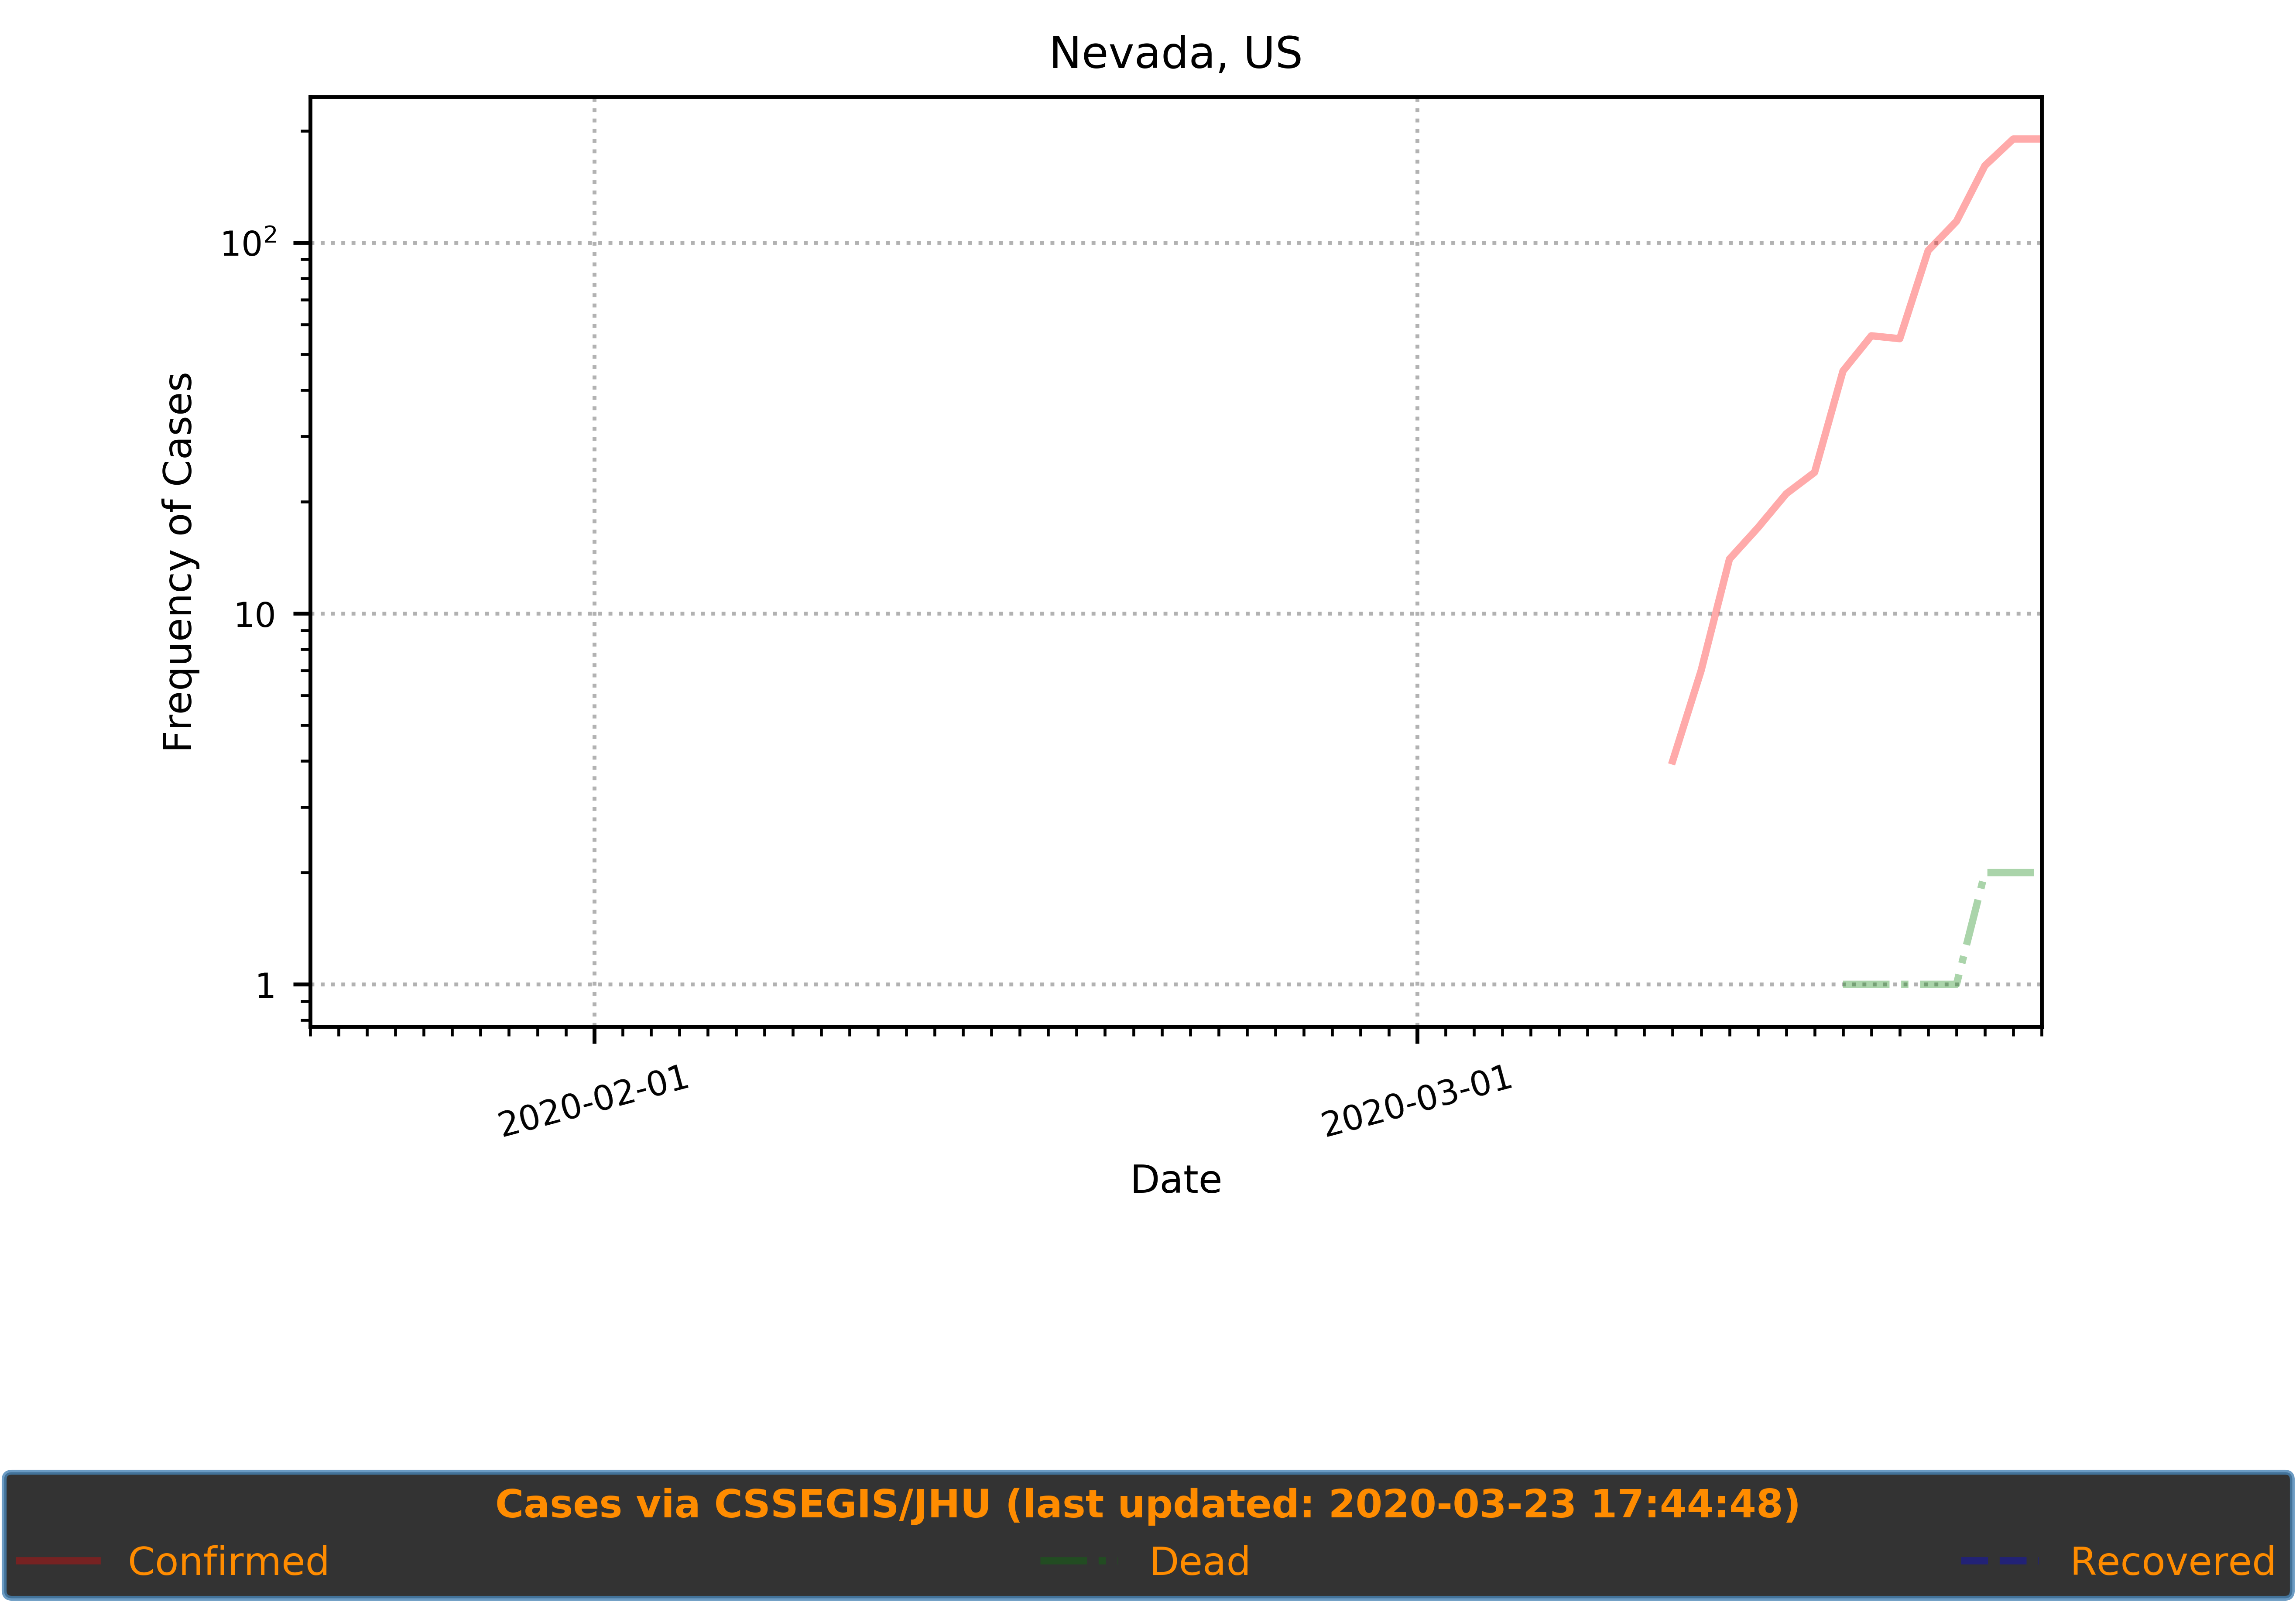 Nevada, US
Frequency of Cases
10²
10
1
2020-02-01
2020-03-01
Date
Cases via CSSEGIS/JHU (last updated: 2020-03-23 17:44:48)
Confirmed Dead Recovered